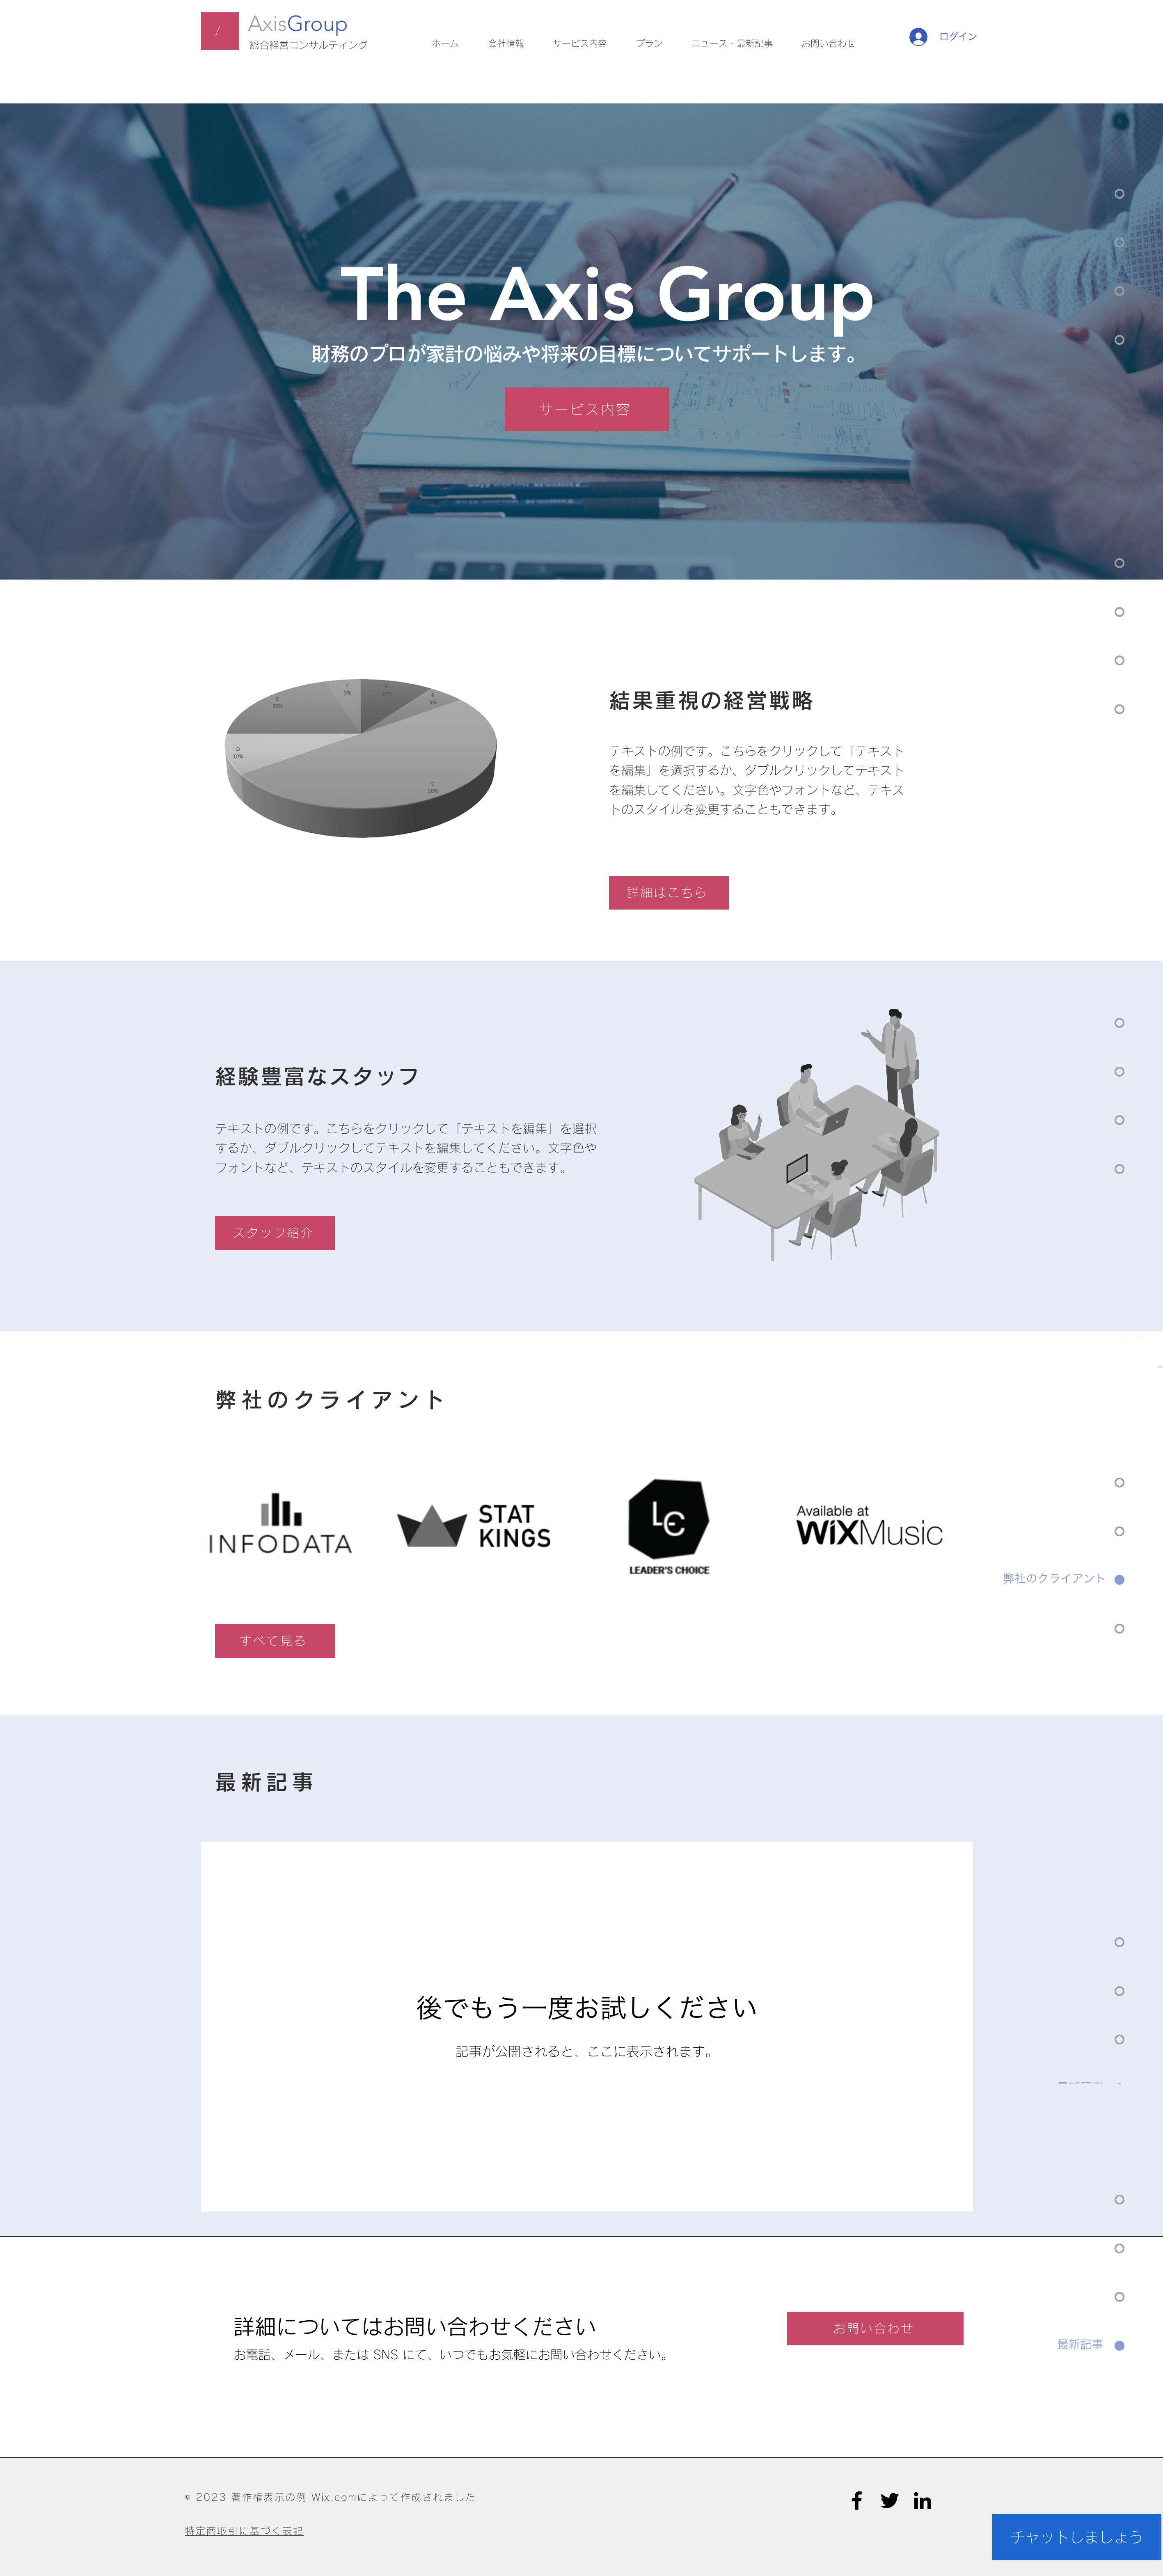 /
AxisGroup
総合経営コンサルティング
ホーム
会社情報
サービス内容
プラン
ニュース・最新記事
お問い合わせ
ログイン
The Axis Group
財務のプロが家計の悩みや将来の目標についてサポートします。
サービス内容
F
5%
A
10%
B
5%
E
20%
D
10%
C
50%
結果重視の経営戦略
テキストの例です。こちらをクリックして「テキスト
を編集」を選択するか、ダブルクリックしてテキスト
を編集してください。文字色やフォントなど、テキス
トのスタイルを変更することもできます。
詳細はこちら
経験豊富なスタッフ
テキストの例です。こちらをクリックして「テキストを編集」を選択
するか、ダブルクリックしてテキストを編集してください。文字色や
フォントなど、テキストのスタイルを変更することもできます。
スタッフ紹介
弊社のクライアント
INFODATA
STAT
KINGS
LC
LEADER'S CHOICE
Available at
WiXMusic
弊社のクライアント
すべて見る
最新記事
後でもう一度お試しください
記事が公開されると、ここに表示されます。
詳細についてはお問い合わせください
お電話、メール、または SNS にて、いつでもお気軽にお問い合わせください。
お問い合わせ
最新記事
© 2023 著作権表示の例 Wix.comによって作成されました
特定商取引に基づく表記
チャットしましょう